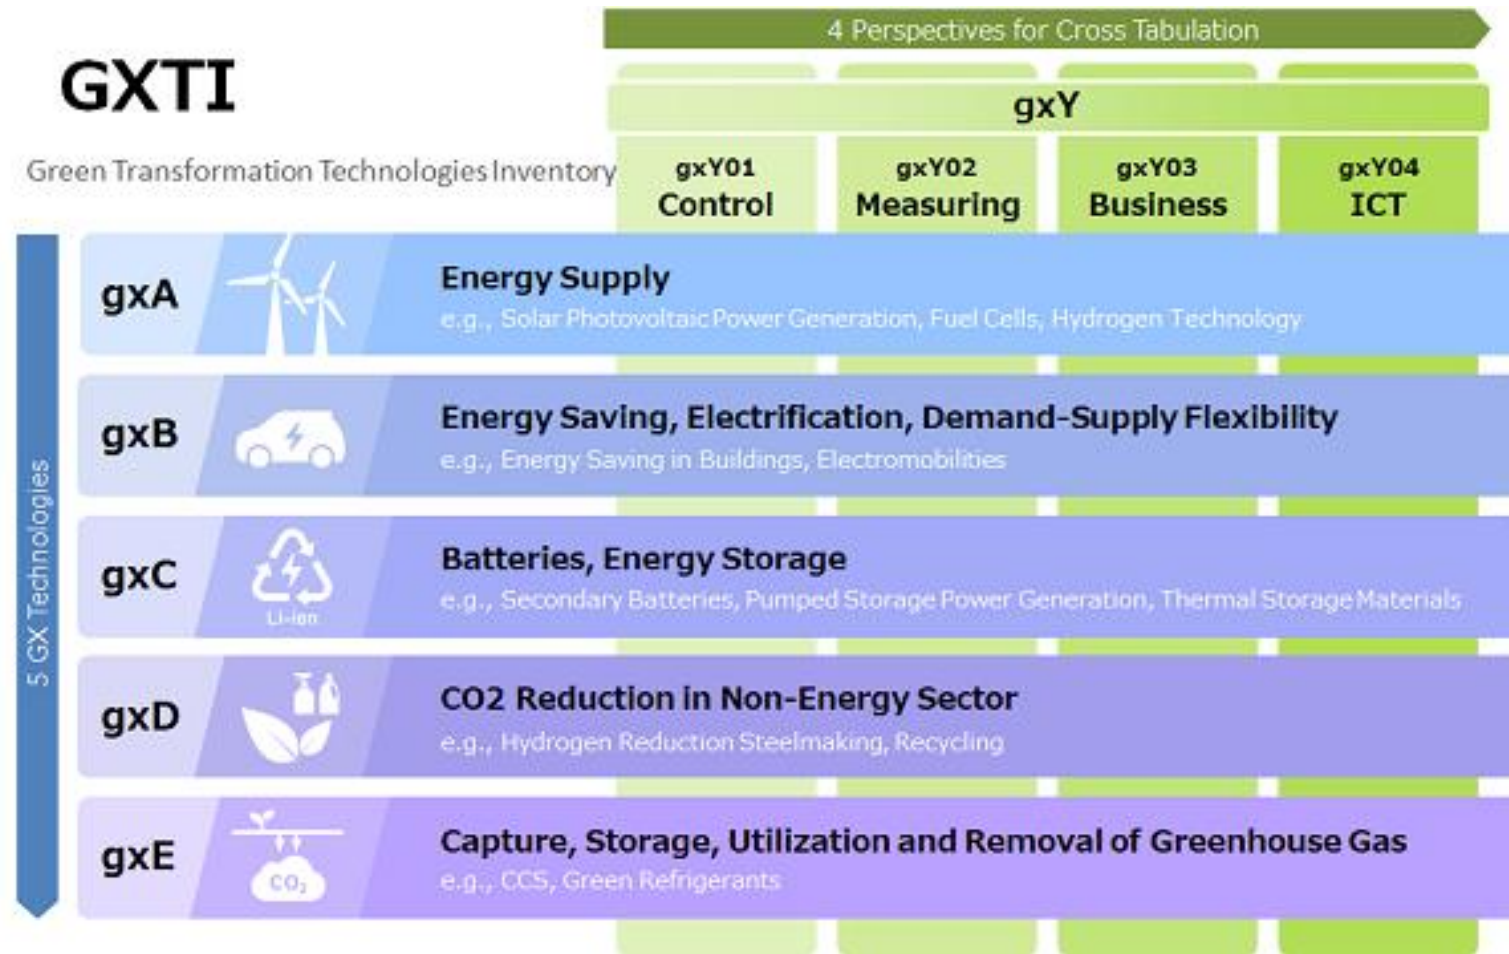 4 Perspectives for Cross Tabulation
GXTI
gxY
Green Transformation Technologies Inventory
gxY01
Control
gxY02
Measuring
gxY03
Business
gxY04
ICT
5 GX Technologies
gxA
Energy Supply
e.g., Solar Photovoltaic Power Generation, Fuel Cells, Hydrogen Technology
gxB
Energy Saving, Electrification, Demand-Supply Flexibility
e.g., Energy Saving in Buildings, Electromobilities
gxC
Li-ion
Batteries, Energy Storage
e.g., Secondary Batteries, Pumped Storage Power Generation, Thermal Storage Materials
gxD
CO2 Reduction in Non-Energy Sector
e.g., Hydrogen Reduction Steelmaking, Recycling
gxE
CO₂
Capture, Storage, Utilization and Removal of Greenhouse Gas
e.g., CCS, Green Refrigerants